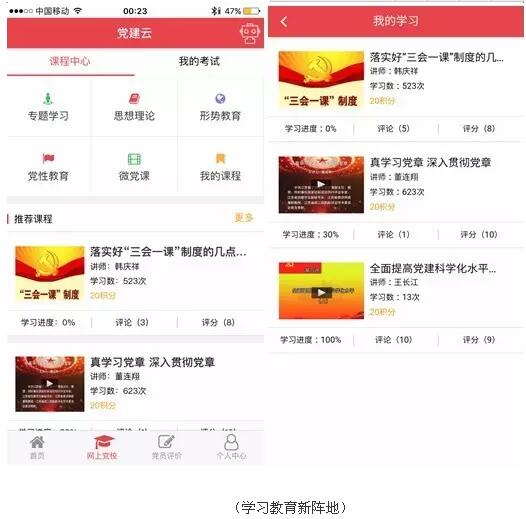 中国移动 00:23 47%
党建云
课程中心 我的考试
专题学习 思想理论 形势教育
党性教育 微党课 我的课程
推荐课程 更多
“三会一课”制度
落实好“三会一课”制度的几点...
讲师：韩庆祥
学习数：523次
20积分
学习进度：0% 评论（3） 评分（8）
真学习党章 深入贯彻党章
讲师：董连翔
学习数：623次
20积分
首页 网上党校 党员评价 个人中心
我的学习
“三会一课”制度
落实好“三会一课”制度的几...
讲师：韩庆祥
学习数：523次
20积分
学习进度：0% 评论（5） 评分（8）
真学习党章 深入贯彻党章
讲师：董连翔
学习数：623次
20积分
学习进度：30% 评论（1） 评分（10）
全面提高党建科学化水平...
讲师：王长江
学习数：13次
20积分
学习进度：100% 评论（10） 评分（9）
（学习教育新阵地）